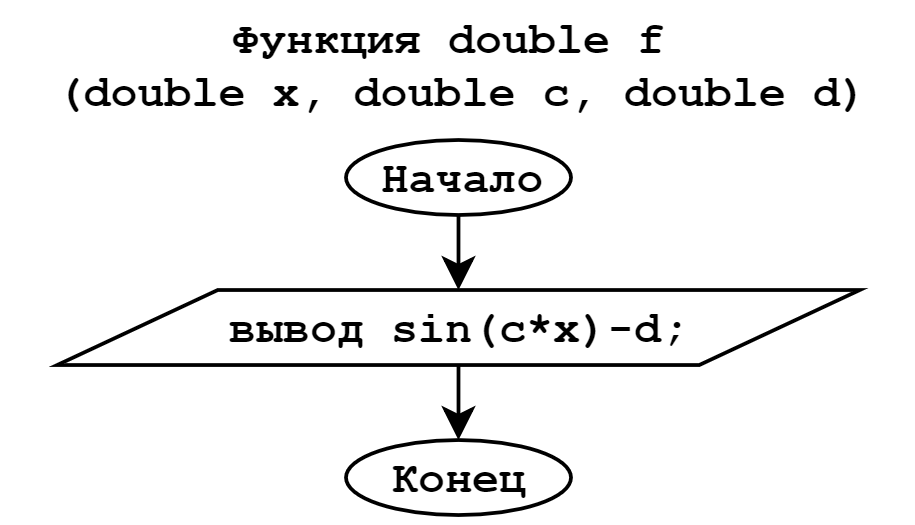 Функция double f
(double x, double c, double d)
Начало
вывод sin(c*x)-d;
Конец